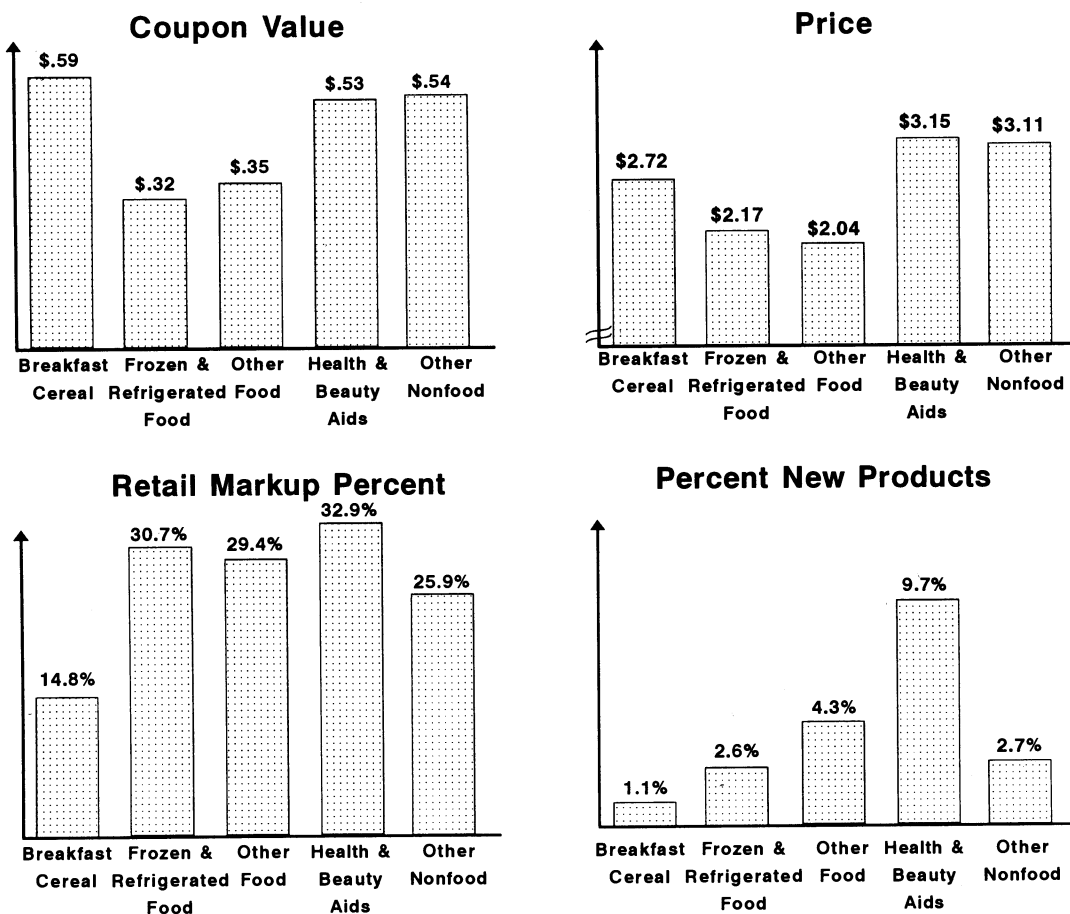 Coupon Value
$.59
$.32
$.35
$.53
$.54
Breakfast Frozen & Other Health & Other
Cereal Refrigerated Food Beauty Nonfood
Food Aids
Price
$2.72
$2.17
$2.04
$3.15
$3.11
Breakfast Frozen & Other Health & Other
Cereal Refrigerated Food Beauty Nonfood
Food Aids
Retail Markup Percent
14.8%
30.7%
29.4%
32.9%
25.9%
Breakfast Frozen & Other Health & Other
Cereal Refrigerated Food Beauty Nonfood
Food Aids
Percent New Products
1.1%
2.6%
4.3%
9.7%
2.7%
Breakfast Frozen & Other Health & Other
Cereal Refrigerated Food Beauty Nonfood
Food Aids